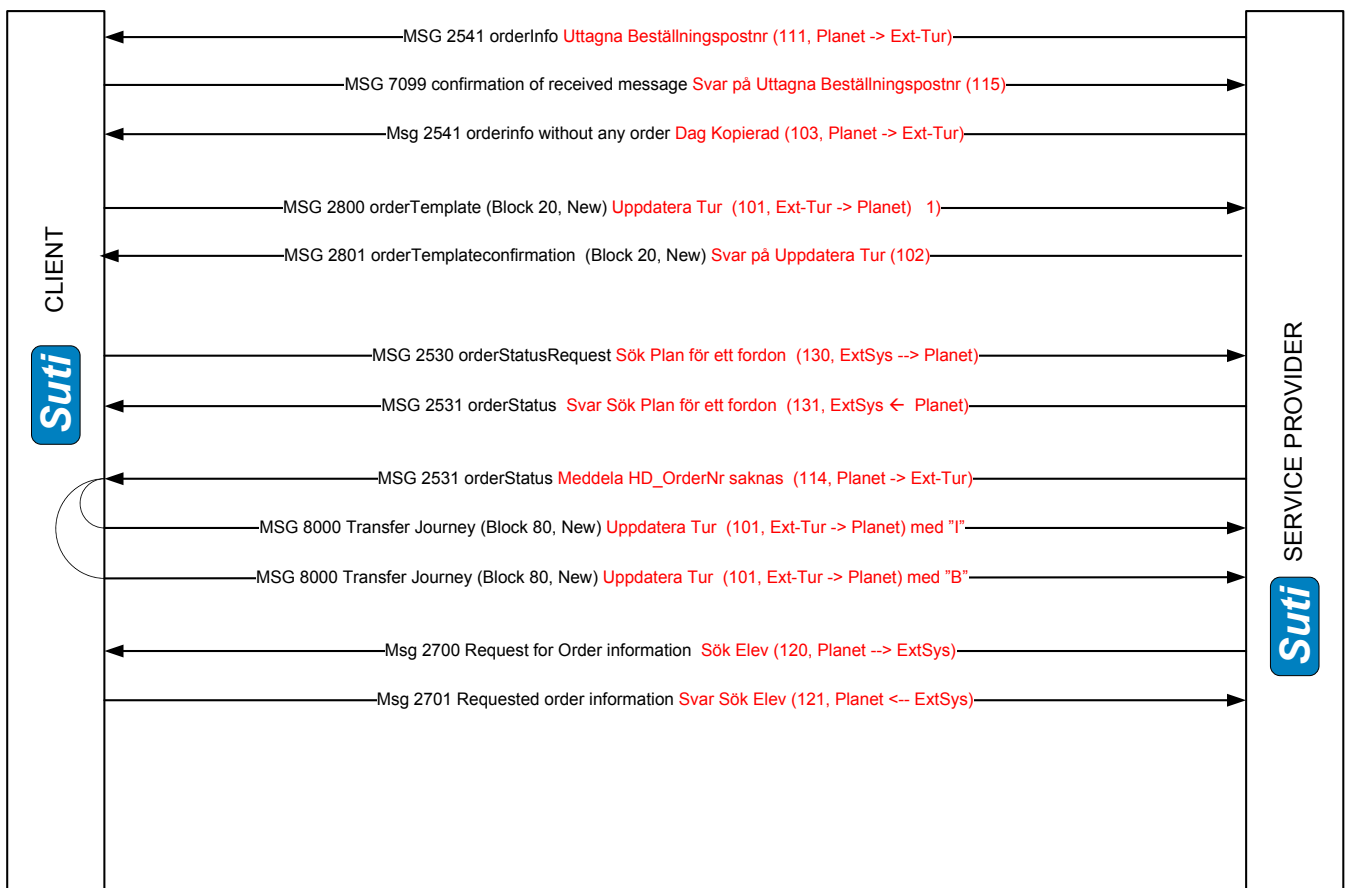 MSG 2541 orderInfo Uttagna Beställningspostnr (111, Planet -> Ext-Tur)
MSG 7099 confirmation of received message Svar på Uttagna Beställningspostnr (115)
Msg 2541 orderinfo without any order Dag Kopierad (103, Planet -> Ext-Tur)
MSG 2800 orderTemplate (Block 20, New) Uppdatera Tur (101, Ext-Tur -> Planet) 1)
MSG 2801 orderTemplateconfirmation (Block 20, New) Svar på Uppdatera Tur (102)
CLIENT
Suti
MSG 2530 orderStatusRequest Sök Plan för ett fordon (130, ExtSys --> Planet)
MSG 2531 orderStatus Svar Sök Plan för ett fordon (131, ExtSys ← Planet)
MSG 2531 orderStatus Meddela HD_OrderNr saknas (114, Planet -> Ext-Tur)
MSG 8000 Transfer Journey (Block 80, New) Uppdatera Tur (101, Ext-Tur -> Planet) med ”I”
MSG 8000 Transfer Journey (Block 80, New) Uppdatera Tur (101, Ext-Tur -> Planet) med ”B”
SERVICE PROVIDER
Suti
Msg 2700 Request for Order information Sök Elev (120, Planet --> ExtSys)
Msg 2701 Requested order information Svar Sök Elev (121, Planet <-- ExtSys)